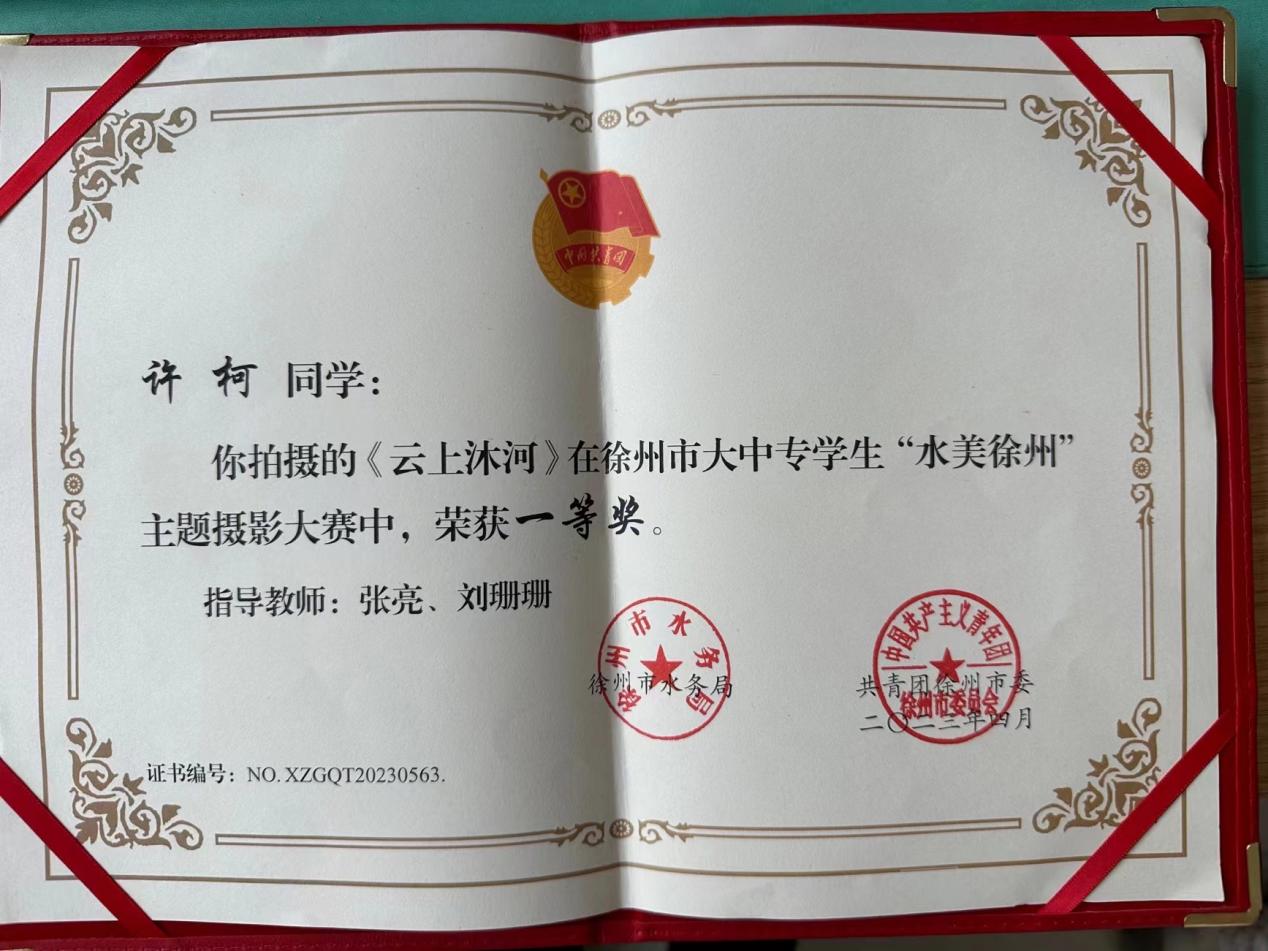 中国共青团
许 柯 同学：
你拍摄的《云上沭河》在徐州市大中专学生“水美徐州”
主题摄影大赛中，荣获一等奖。
指导教师：张亮、刘珊珊
徐州市水务局
徐州市水务局
中国共产主义青年团
徐州市委员会
共青团徐州市委
二〇二三年四月
证书编号：NO. XZGQT20230563.